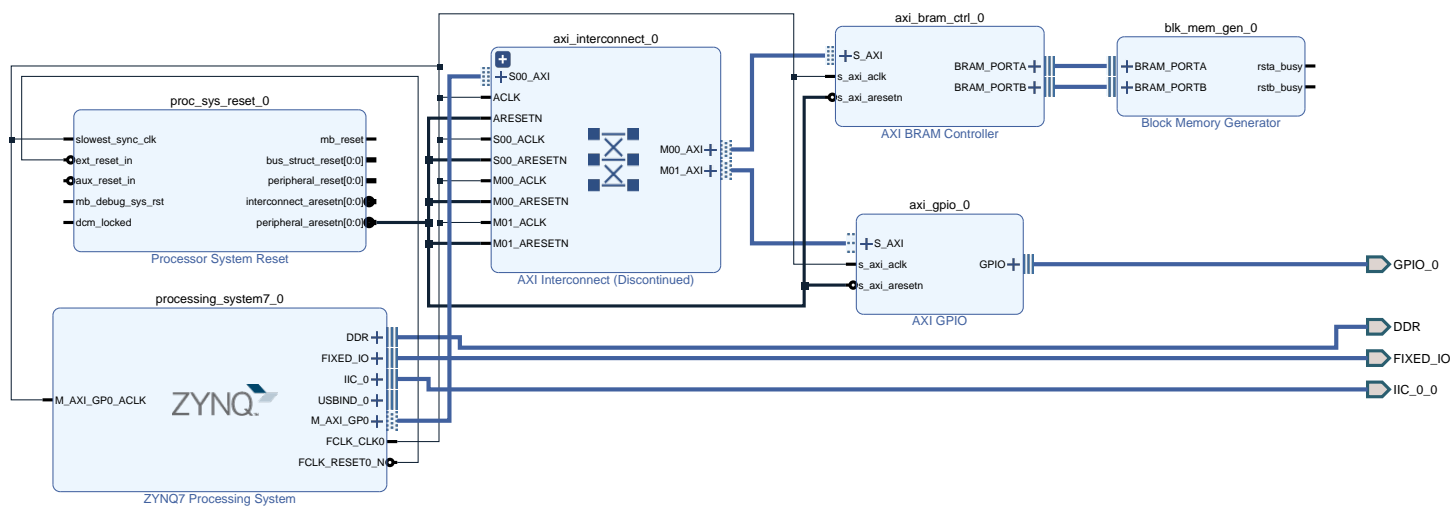 proc_sys_reset_0
slowest_sync_clk
ext_reset_in
aux_reset_in
mb_debug_sys_rst
dcm_locked
mb_reset
bus_struct_reset[0:0]
peripheral_reset[0:0]
interconnect_aresetn[0:0]
peripheral_aresetn[0:0]
Processor System Reset
processing_system7_0
M_AXI_GP0_ACLK
ZYNQ
DDR
FIXED_IO
IIC_0
USBIND_0
M_AXI_GP0
FCLK_CLK0
FCLK_RESET0_N
ZYNQ7 Processing System
axi_interconnect_0
S00_AXI
ACLK
ARESETN
S00_ACLK
S00_ARESETN
M00_ACLK
M00_ARESETN
M01_ACLK
M01_ARESETN
M00_AXI
M01_AXI
AXI Interconnect (Discontinued)
axi_bram_ctrl_0
S_AXI
s_axi_aclk
s_axi_aresetn
BRAM_PORTA
BRAM_PORTB
AXI BRAM Controller
blk_mem_gen_0
BRAM_PORTA
BRAM_PORTB
rsta_busy
rstb_busy
Block Memory Generator
axi_gpio_0
S_AXI
s_axi_aclk
s_axi_aresetn
GPIO
AXI GPIO
GPIO_0
DDR
FIXED_IO
IIC_0_0